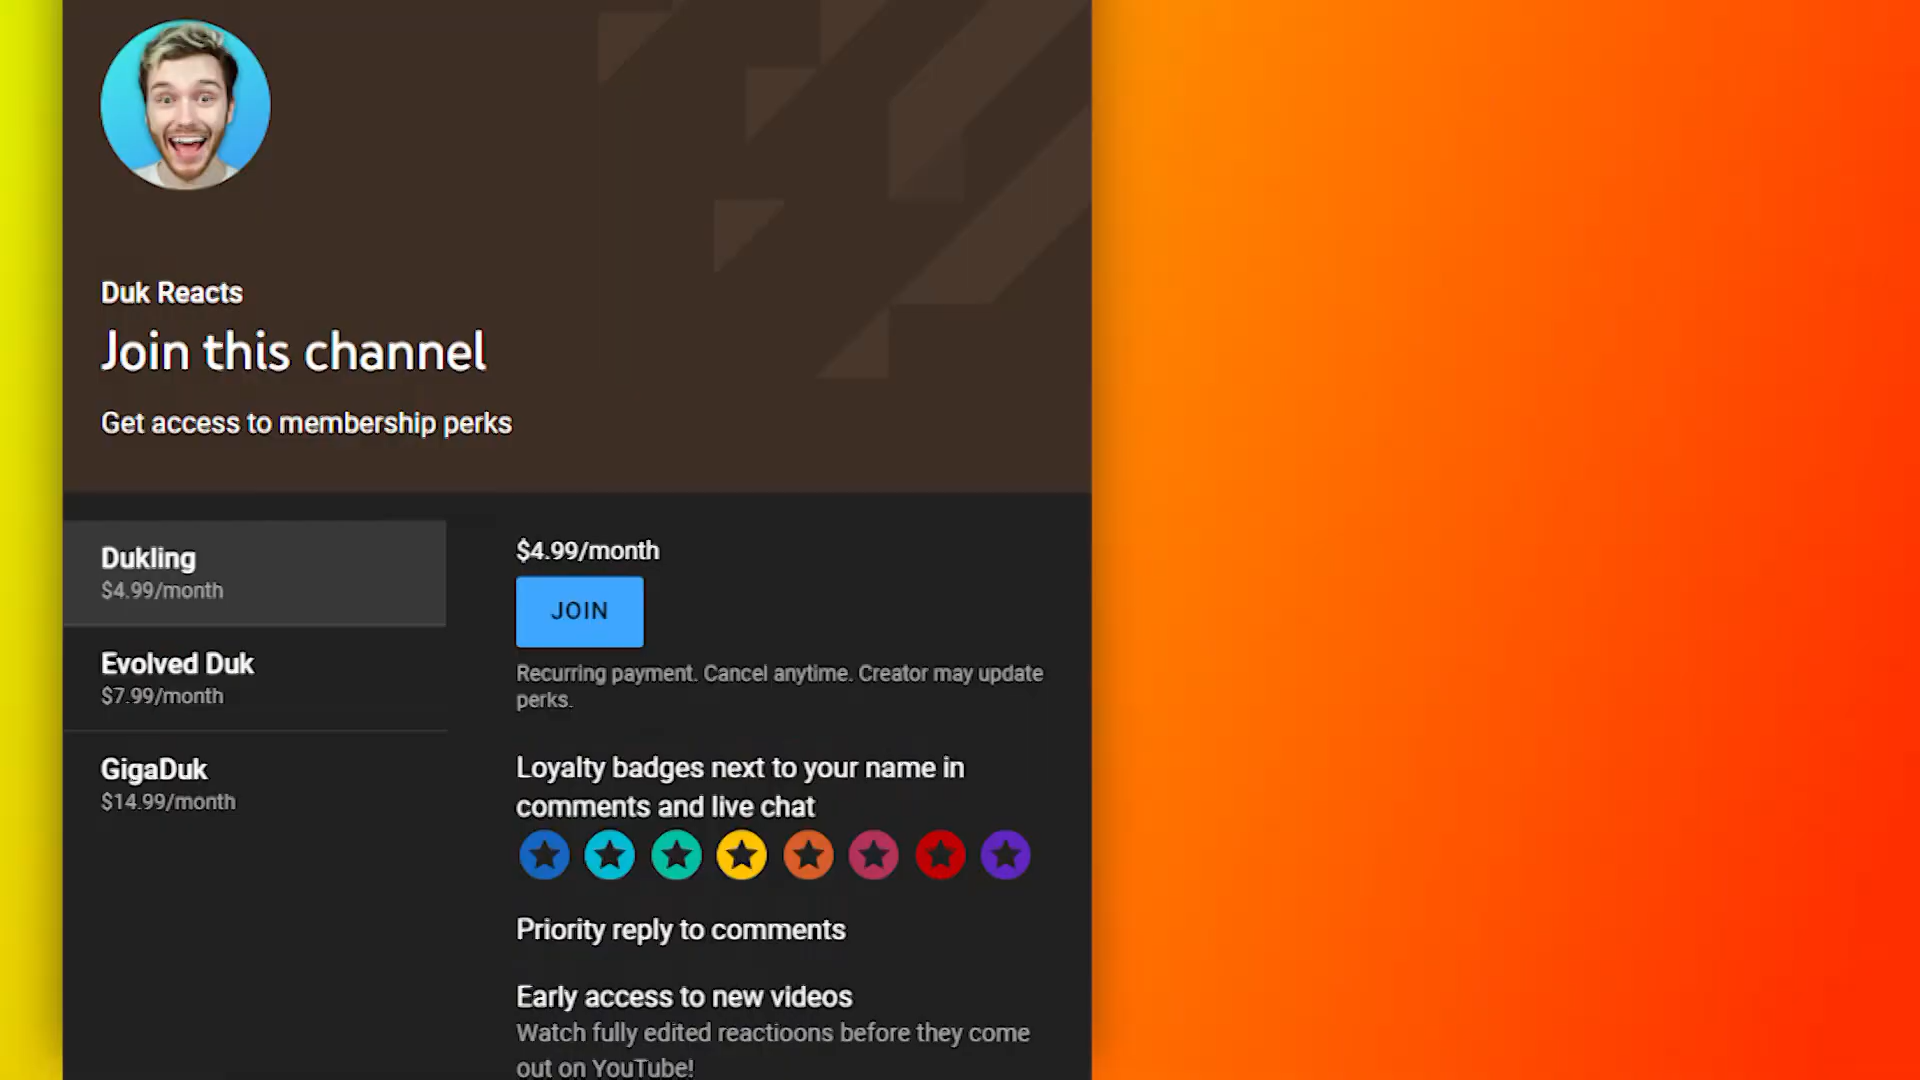 Duk Reacts
Join this channel
Get access to membership perks
Dukling
$4.99/month
Evolved Duk
$7.99/month
GigaDuk
$14.99/month
$4.99/month
JOIN
Recurring payment. Cancel anytime. Creator may update
perks.
Loyalty badges next to your name in
comments and live chat
Priority reply to comments
Early access to new videos
Watch fully edited reactioons before they come
out on YouTube!